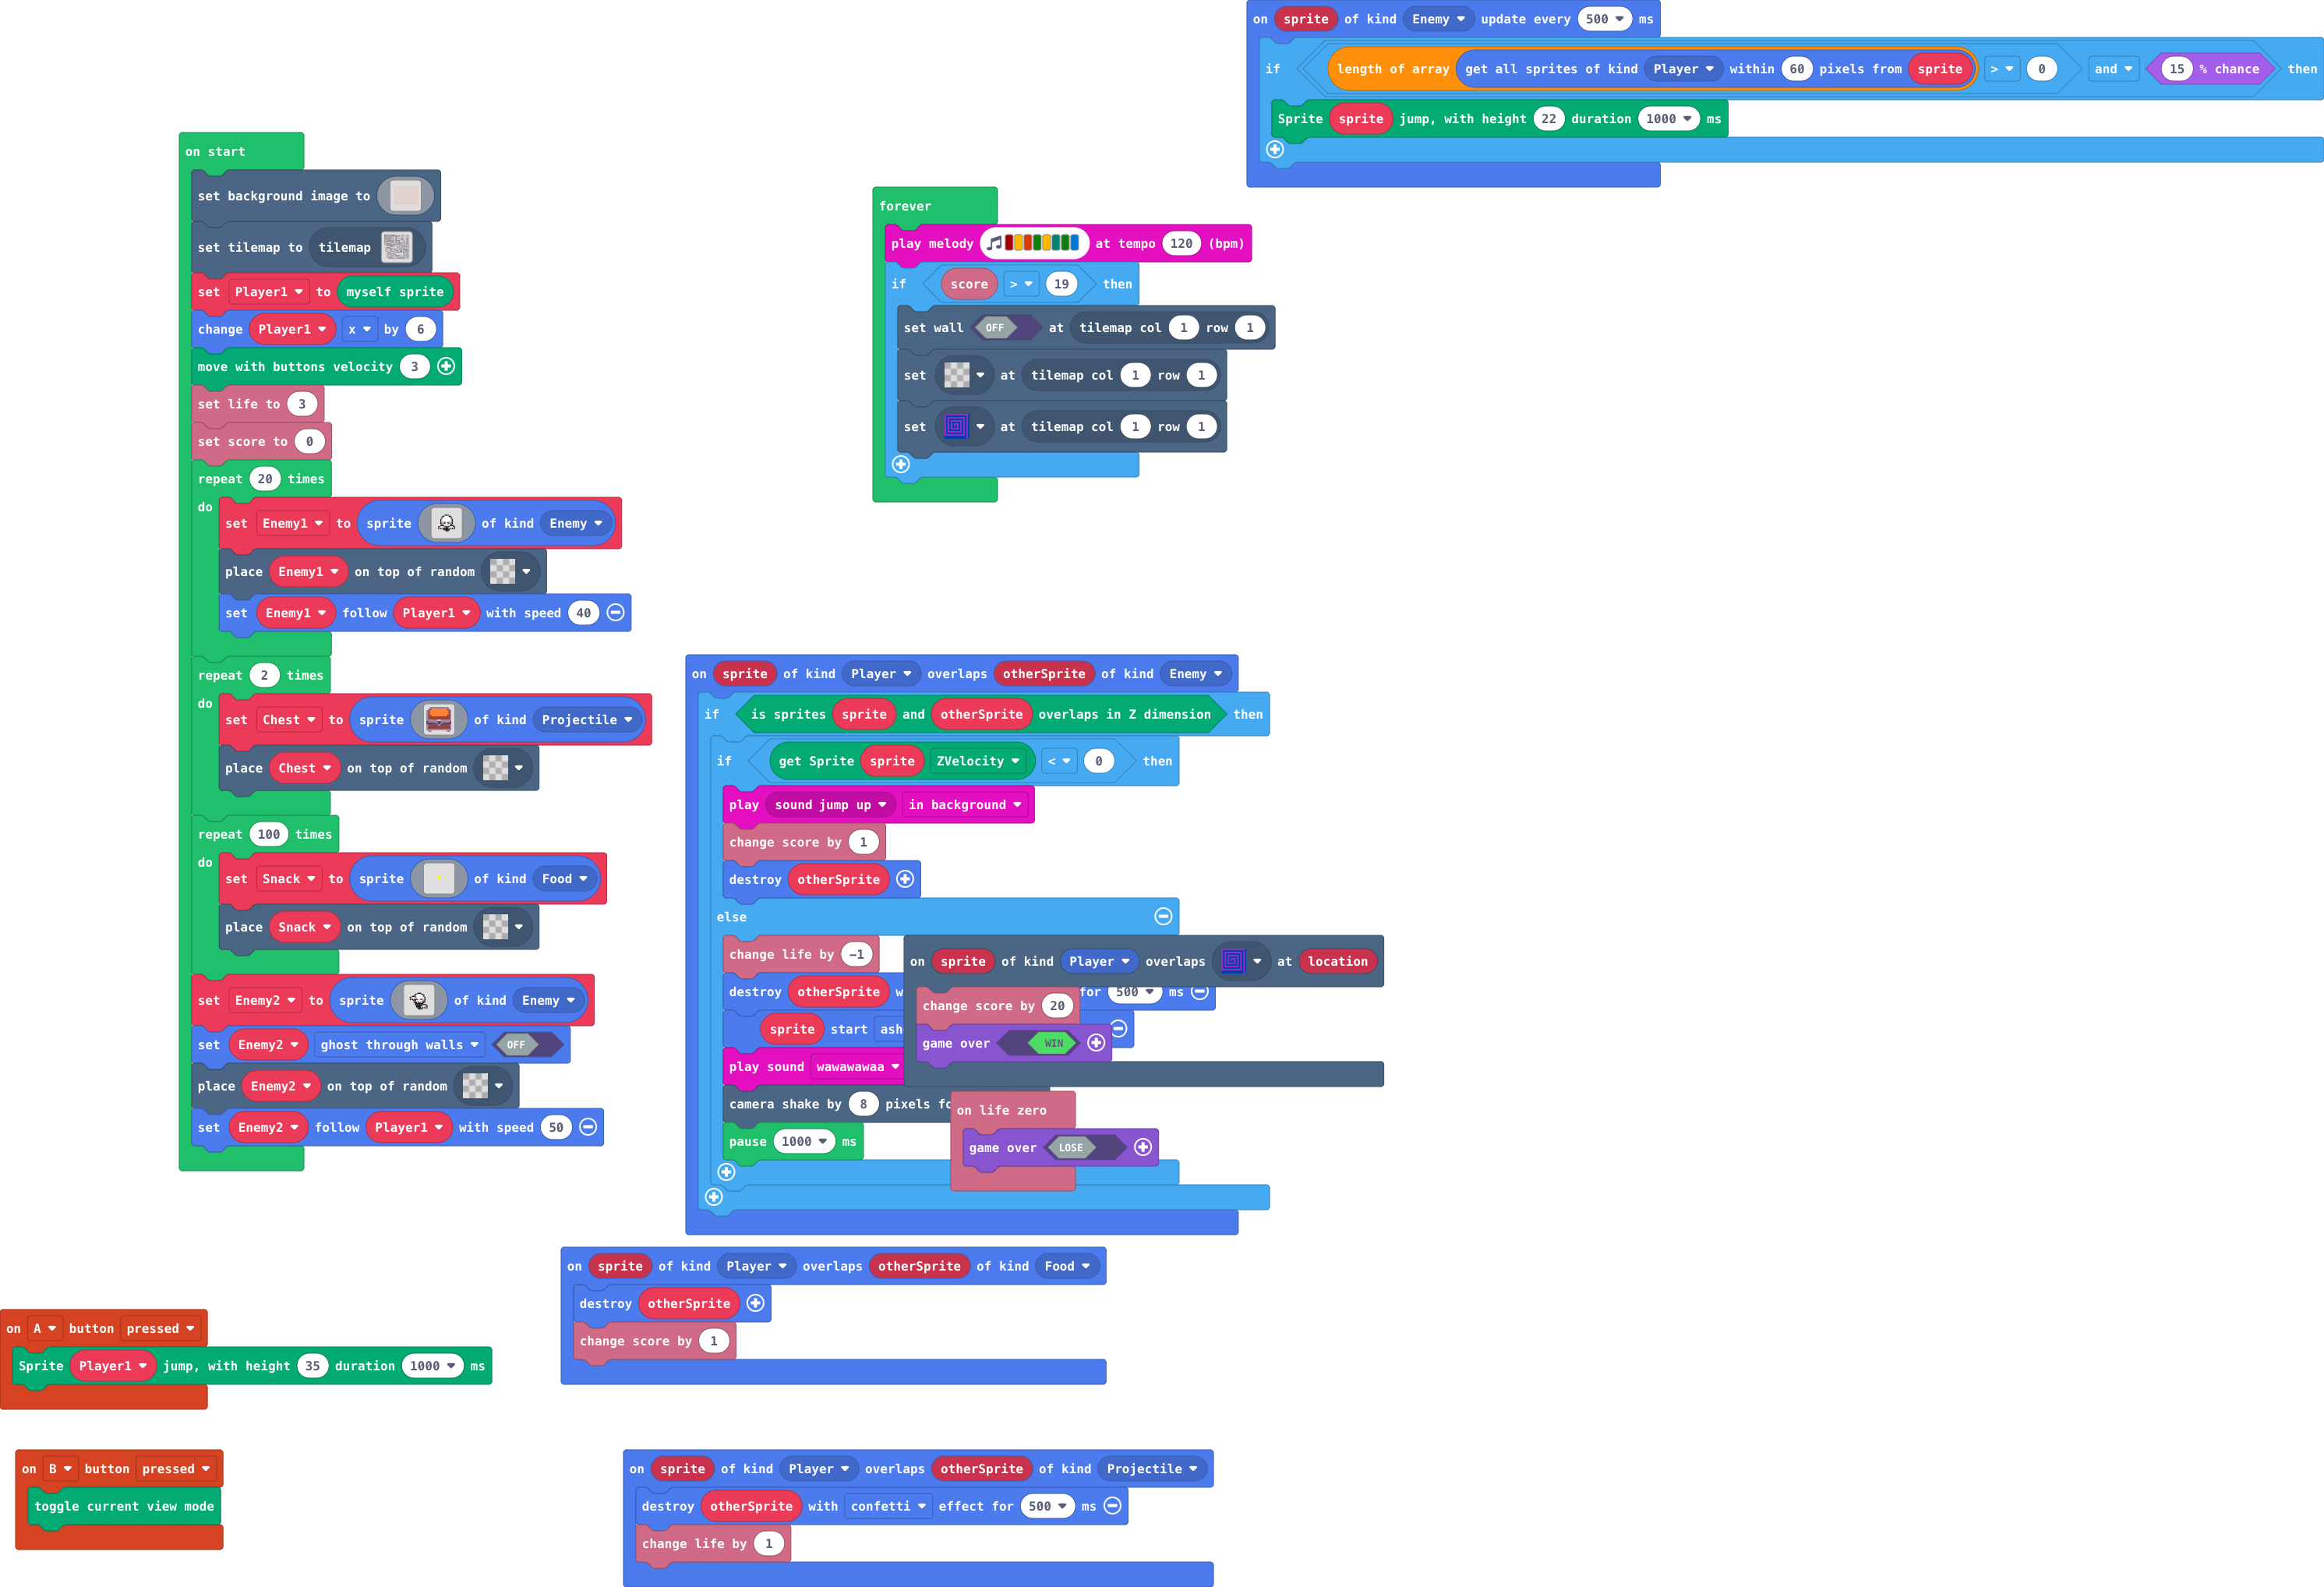 on sprite of kind Enemy update every 500 ms
if length of array get all sprites of kind Player within 60 pixels from sprite > 0 and 15 % chance then
Sprite sprite jump, with height 22 duration 1000 ms
on start
set background image to
set tilemap to tilemap
set Player1 to myself sprite
change Player1 x by 6
move with buttons velocity 3
set life to 3
set score to 0
repeat 20 times
do
set Enemy1 to sprite of kind Enemy
place Enemy1 on top of random
set Enemy1 follow Player1 with speed 40
repeat 2 times
do
set Chest to sprite of kind Projectile
place Chest on top of random
repeat 100 times
do
set Snack to sprite of kind Food
place Snack on top of random
set Enemy2 to sprite of kind Enemy
set Enemy2 ghost through walls OFF
place Enemy2 on top of random
set Enemy2 follow Player1 with speed 50
forever
play melody at tempo 120 (bpm)
if score > 19 then
set wall OFF at tilemap col 1 row 1
set at tilemap col 1 row 1
set at tilemap col 1 row 1
on sprite of kind Player overlaps otherSprite of kind Enemy
if is sprites sprite and otherSprite overlaps in Z dimension then
if get Sprite sprite ZVelocity < 0 then
play sound jump up in background
change score by 1
destroy otherSprite
else
change life by -1
destroy otherSprite for 500 ms
sprite start
play sound wawawawaa
camera shake by 8 pixels
pause 1000 ms
on sprite of kind Player overlaps at location
change score by 20
game over WIN
on life zero
game over LOSE
on sprite of kind Player overlaps otherSprite of kind Food
destroy otherSprite
change score by 1
on A button pressed
Sprite Player1 jump, with height 35 duration 1000 ms
on B button pressed
toggle current view mode
on sprite of kind Player overlaps otherSprite of kind Projectile
destroy otherSprite with confetti effect for 500 ms
change life by 1